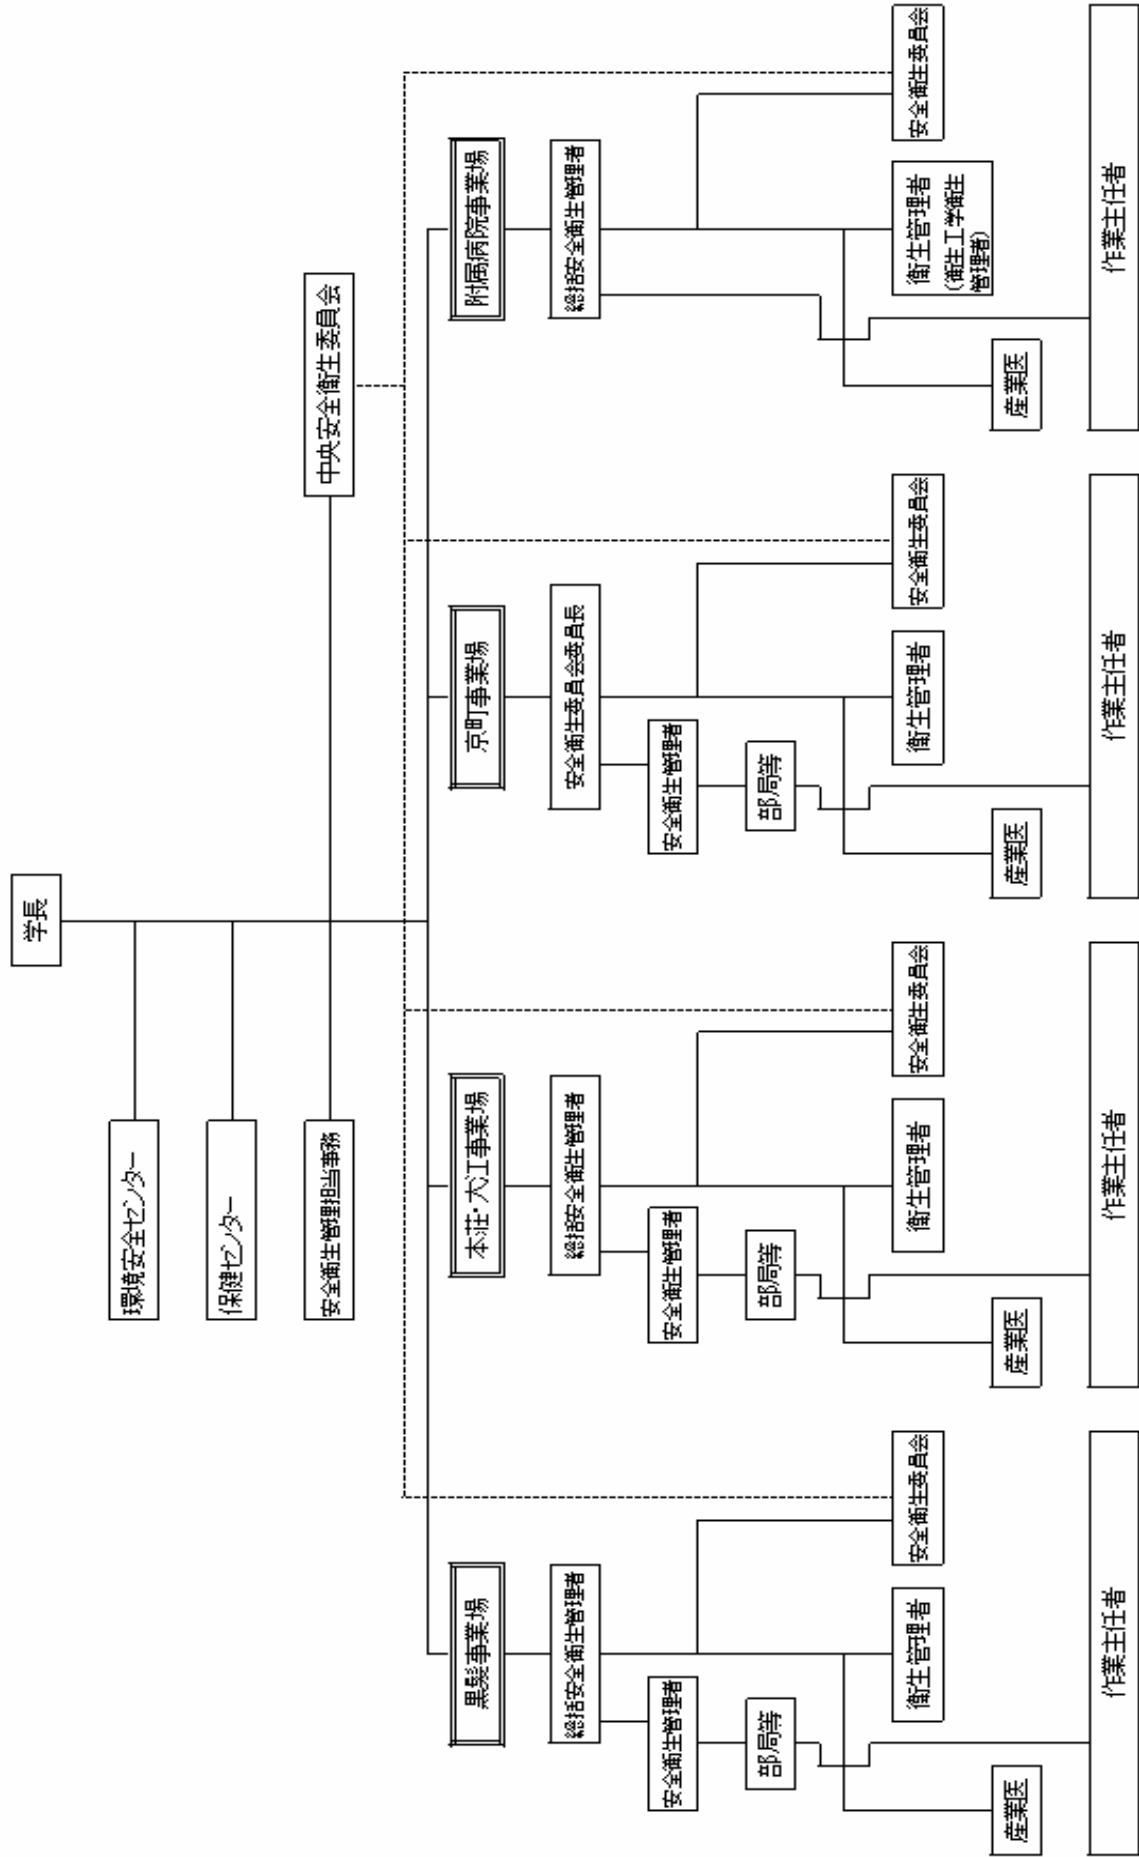 学長
環境安全センター
保健センター
安全衛生管理担当事務
中央安全衛生委員会
黒髪事業場
本荘・大江事業場
京町事業場
附属病院事業場
総括安全衛生管理者
総括安全衛生管理者
安全衛生委員会委員長
総括安全衛生管理者
安全衛生管理者
安全衛生管理者
安全衛生管理者
部局等
部局等
部局等
衛生管理者
安全衛生委員会
衛生管理者
安全衛生委員会
衛生管理者
安全衛生委員会
衛生管理者
(衛生工学衛生
管理者)
安全衛生委員会
産業医
産業医
産業医
産業医
作業主任者
作業主任者
作業主任者
作業主任者